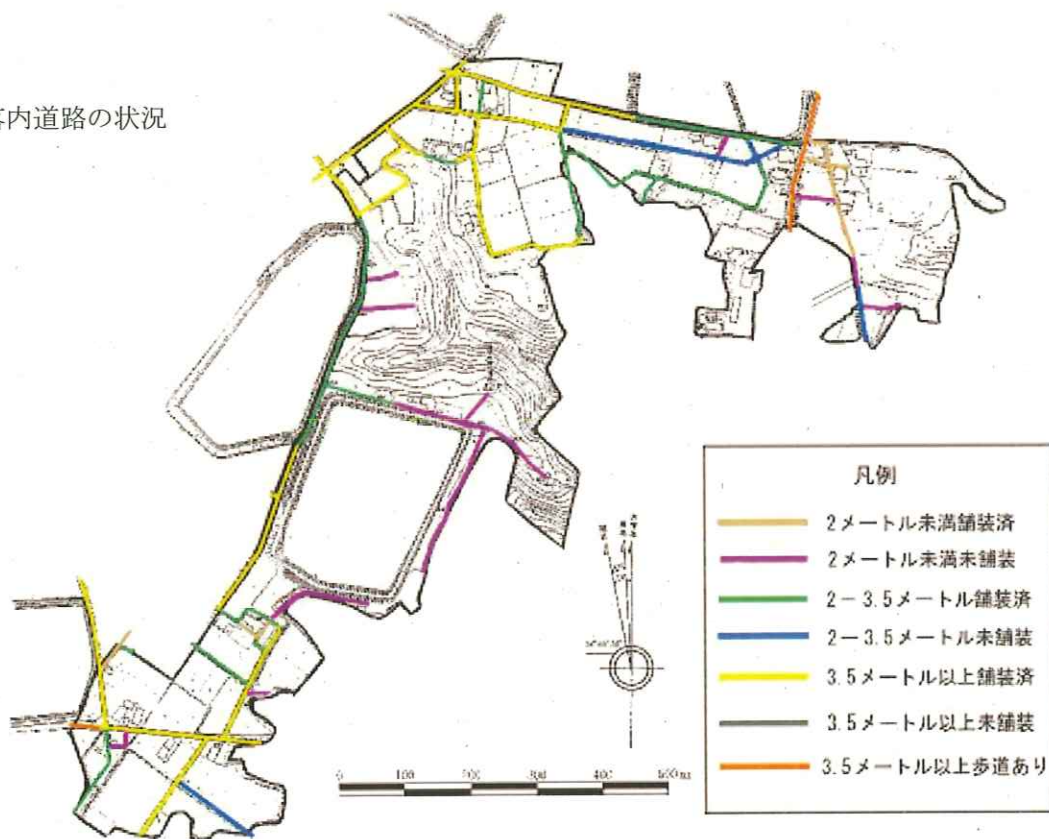 内道路の状況
凡例
2メートル未満舗装済
2メートル未満未舗装
2-3.5メートル舗装済
2-3.5メートル未舗装
3.5メートル以上舗装済
3.5メートル以上未舗装
3.5メートル以上歩道あり
0 100 200 300 400 500m